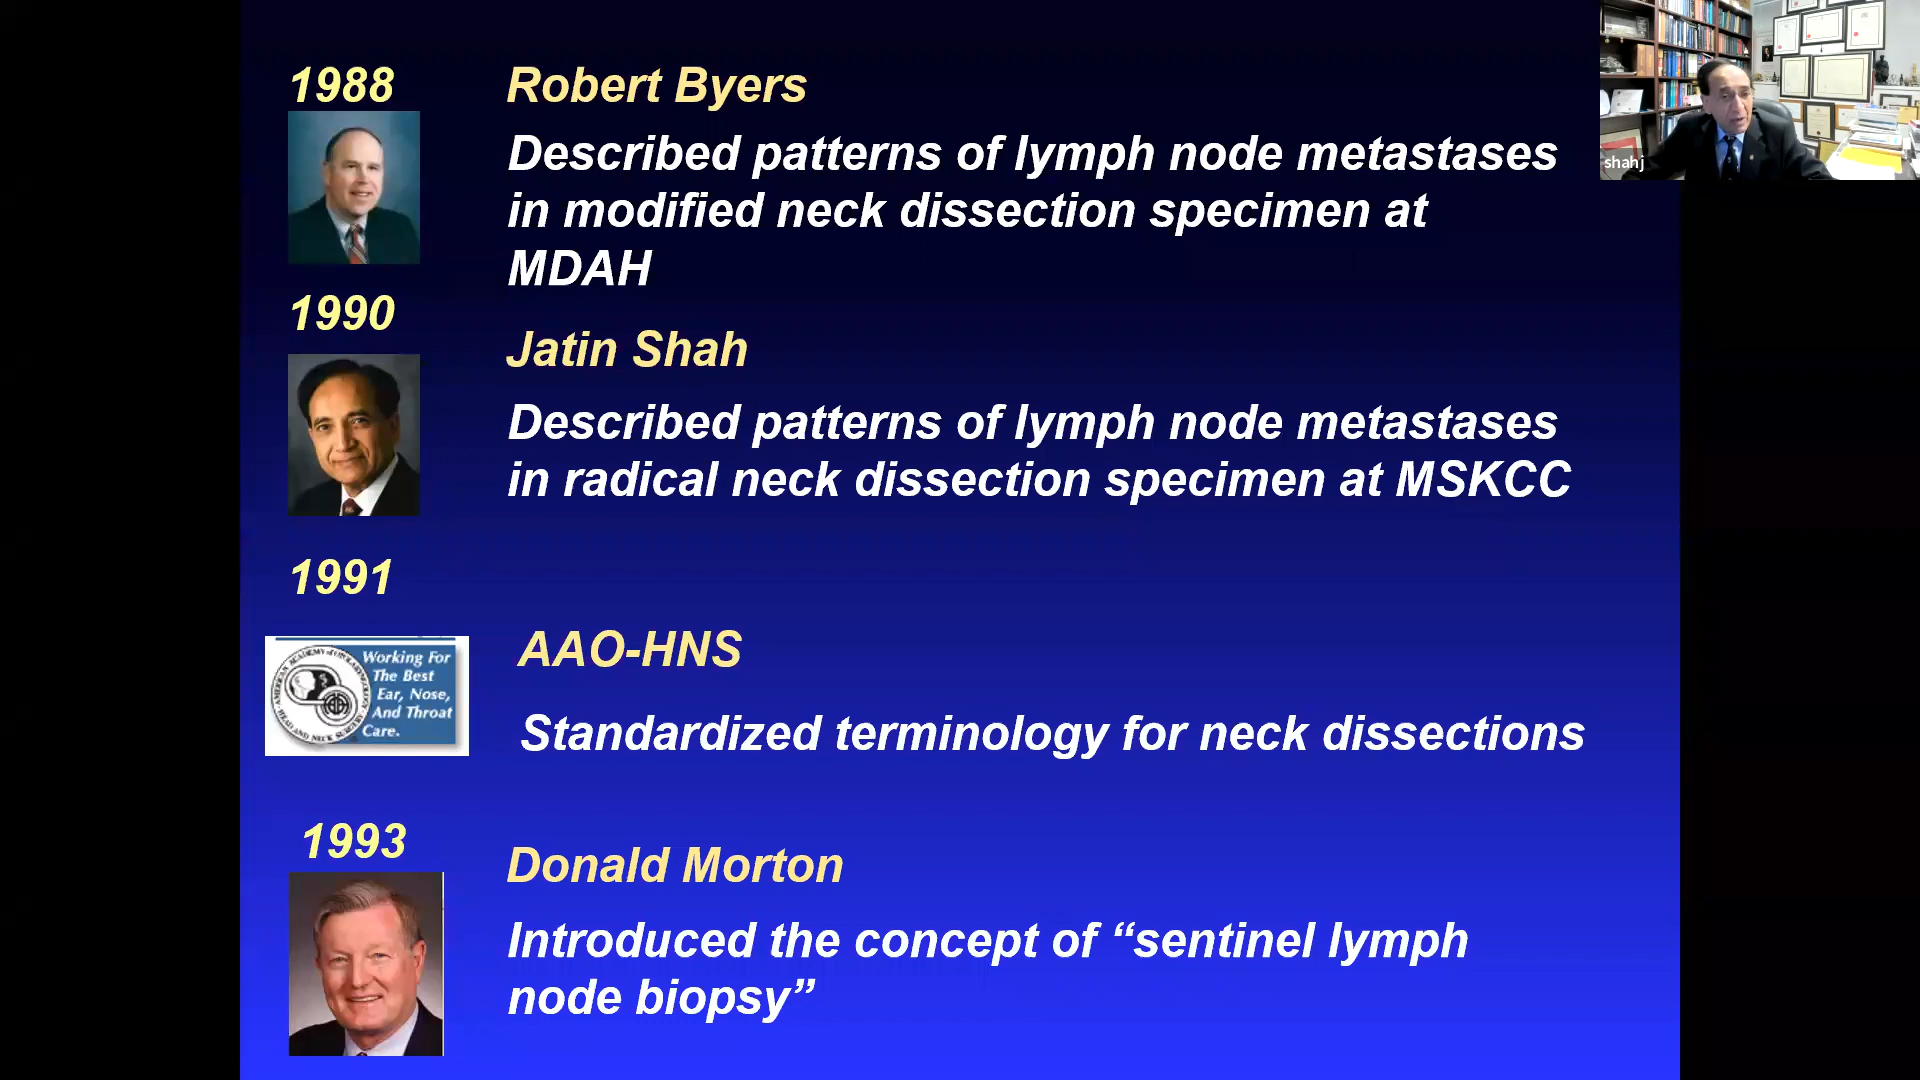 1988
Robert Byers
Described patterns of lymph node metastases
in modified neck dissection specimen at
MDAH
1990
Jatin Shah
Described patterns of lymph node metastases
in radical neck dissection specimen at MSKCC
1991
AAO-HNS
Working For
The Best
Ear, Nose,
And Throat
Care.
Standardized terminology for neck dissections
1993
Donald Morton
Introduced the concept of “sentinel lymph
node biopsy”
shahj